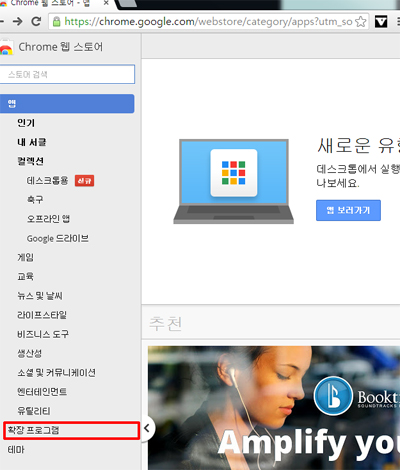 Chrome 웹 스토어 - 앱
https://chrome.google.com/webstore/category/apps?utm_so
Chrome 웹 스토어
스토어 검색
앱
인기
내 서클
컬렉션
데스크톱용 신규
축구
오프라인 앱
Google 드라이브
게임
교육
뉴스 및 날씨
라이프스타일
비즈니스 도구
생산성
소셜 및 커뮤니케이션
엔터테인먼트
유틸리티
확장 프로그램
테마
새로운 유형
데스크톱에서 실행
나보세요.
앱 보러가기
추천
Bookt
SOUNDTRACKS
Amplify you